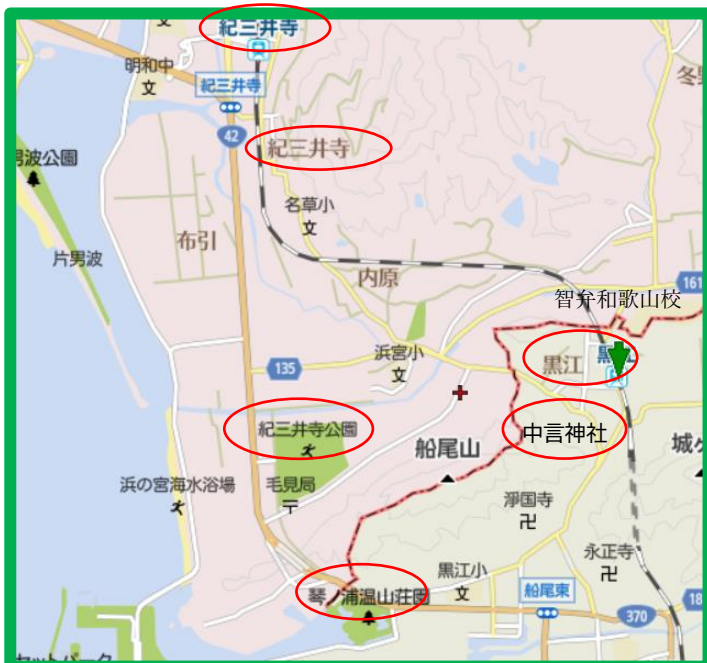 紀三井寺
明和中
文
紀三井寺
42
紀三井寺
男波公園
名草小
文
布引
片男波
内原
161
智弁和歌山校
135
浜宮小
文
黒江
黒江
紀三井寺公園
中言神社
船尾山
浜の宮海水浴場
毛見局
〒
浄国寺
卍
永正寺
卍
黒江小
文
船尾東
琴ノ浦温山荘園
370
18